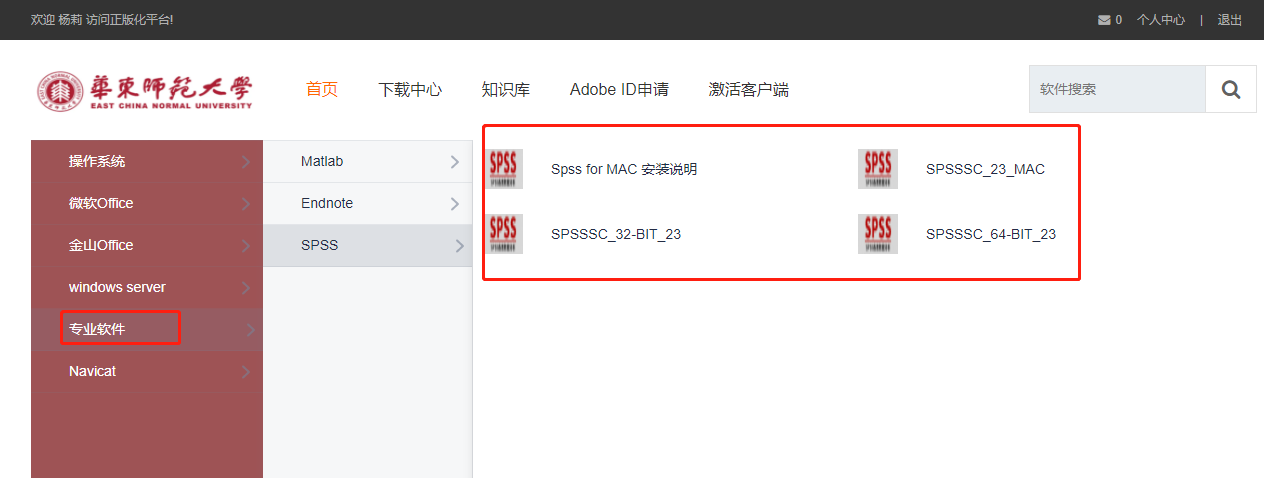 欢迎 杨莉 访问正版化平台!
0 个人中心 | 退出
華東師範大學
EAST CHINA NORMAL UNIVERSITY
首页 下载中心 知识库 Adobe ID申请 激活客户端
软件搜索
操作系统
微软Office
金山Office
windows server
专业软件
Navicat
Matlab
Endnote
SPSS
SPSS
Spss for MAC 安装说明
SPSS
SPSSSC_23_MAC
SPSS
SPSSSC_32-BIT_23
SPSS
SPSSSC_64-BIT_23